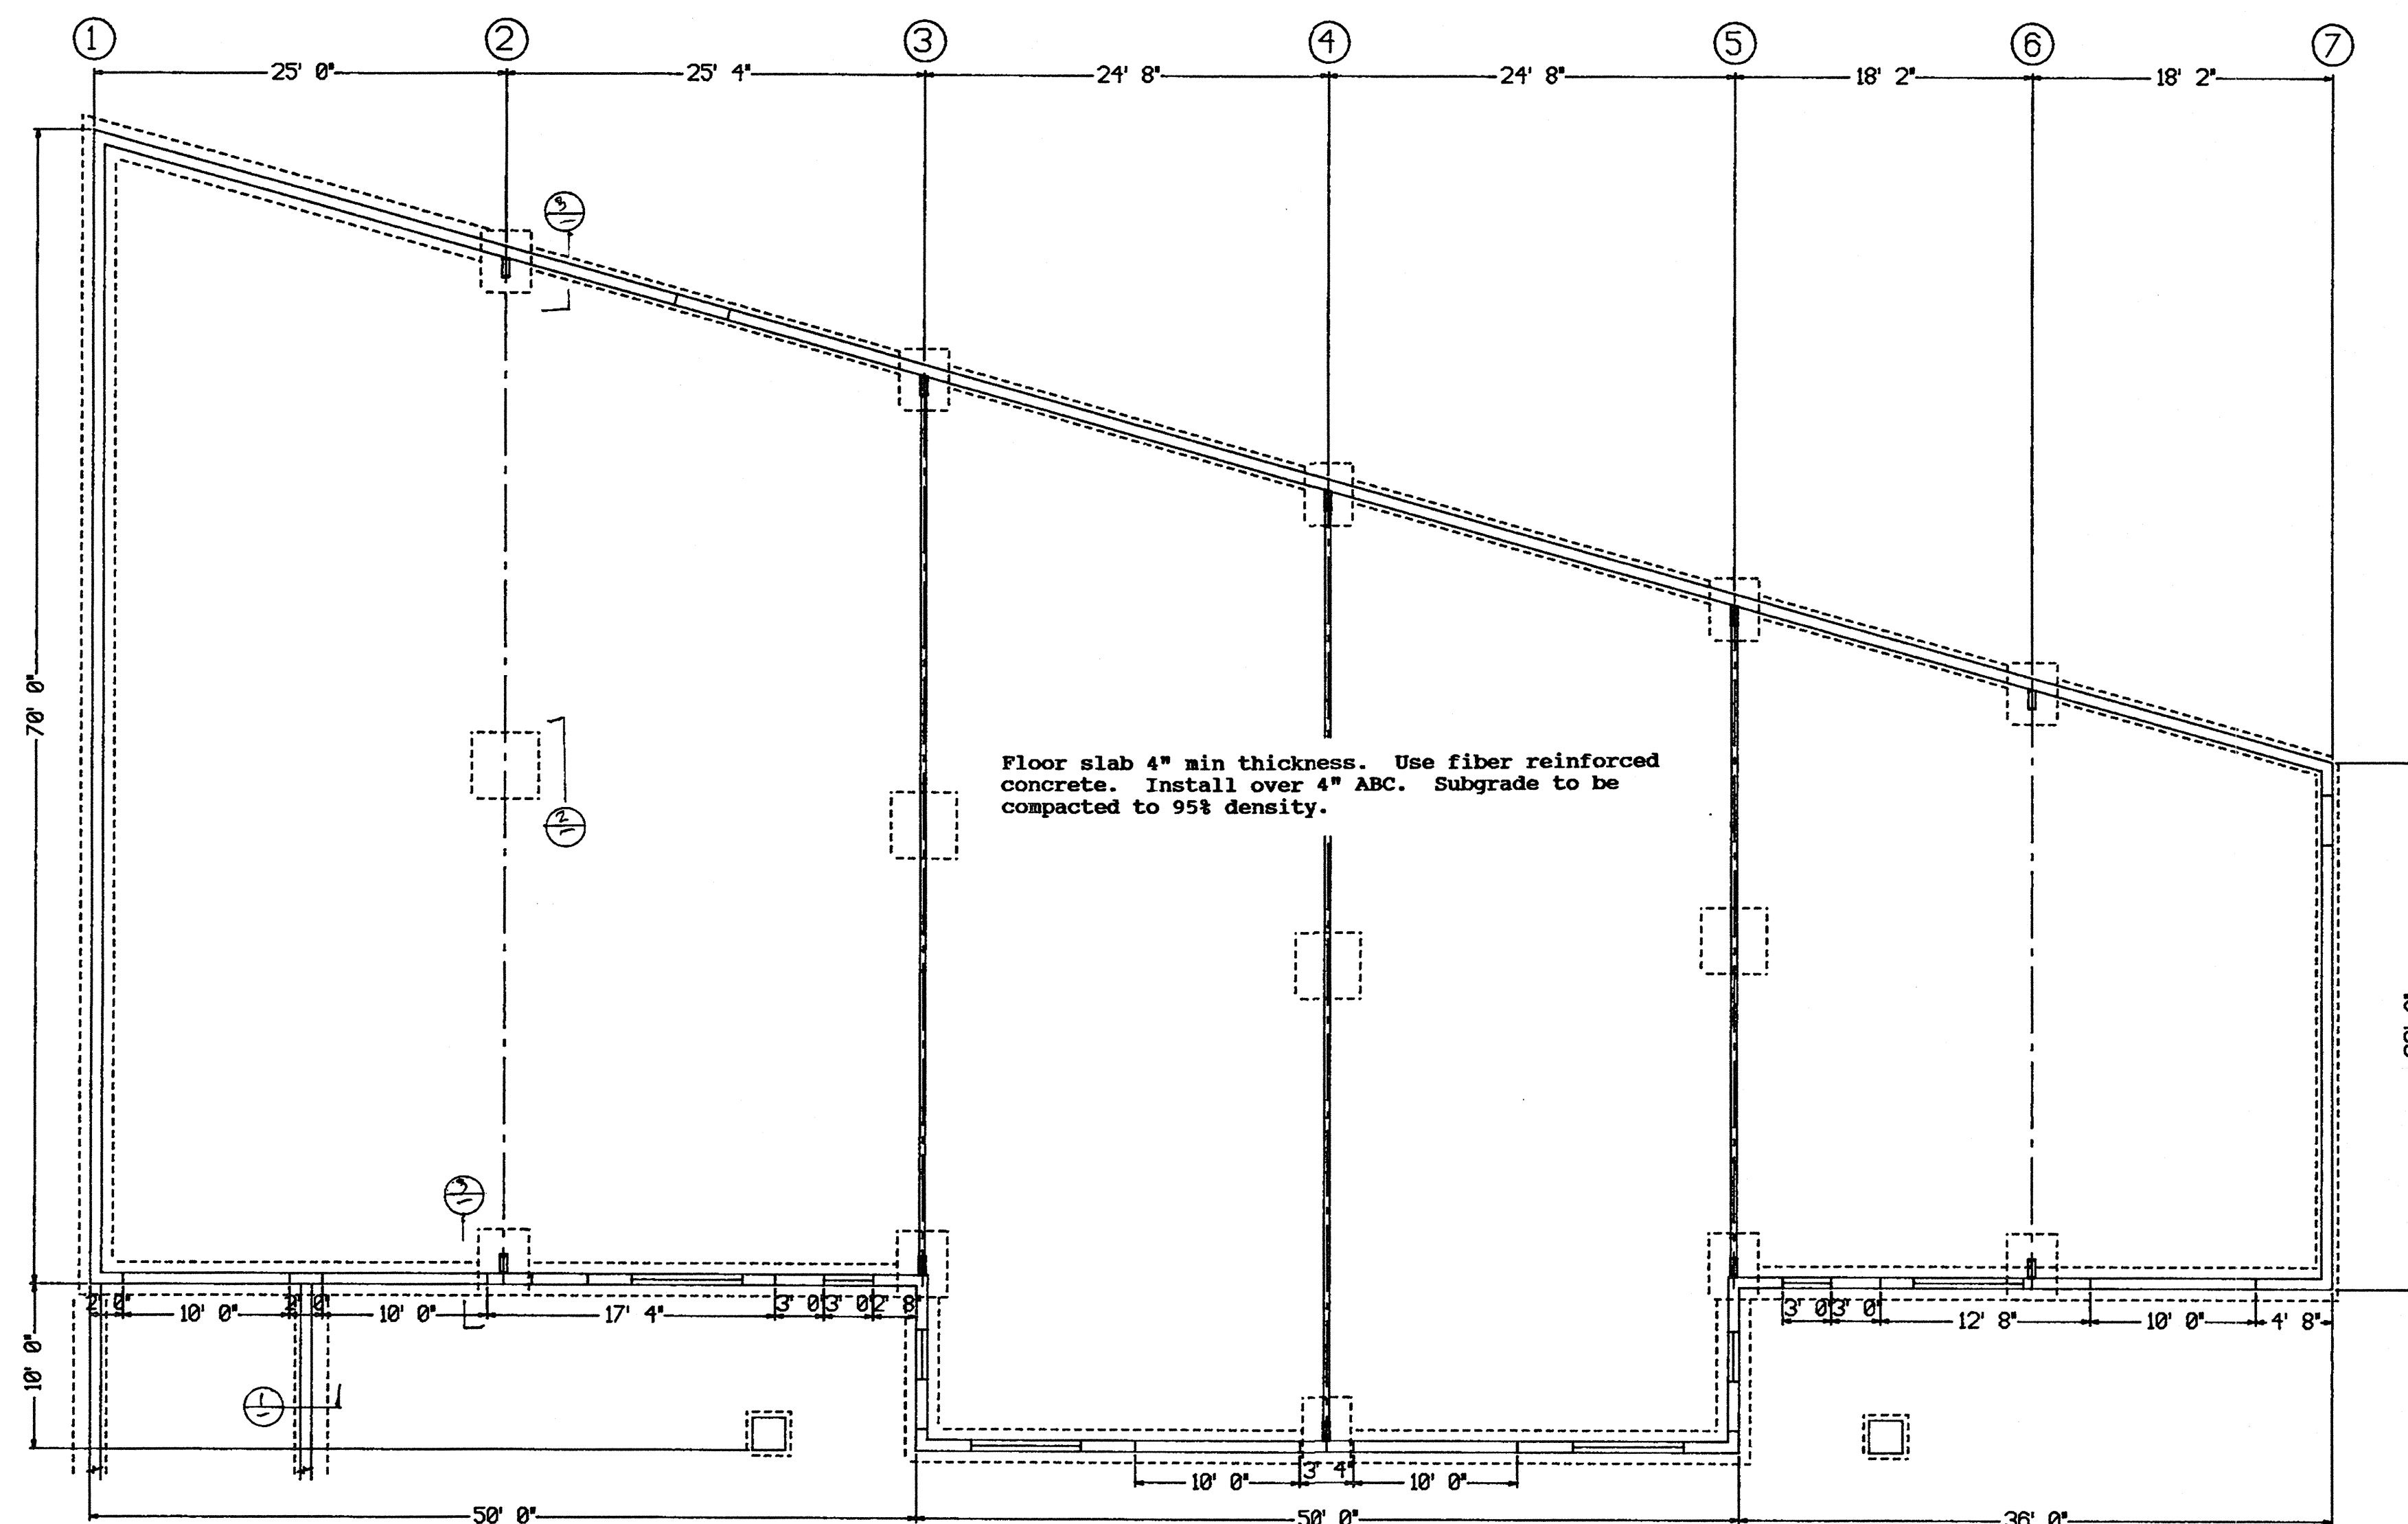 1 2 3 4 5 6 7
25' 0" 25' 4" 24' 8" 24' 8" 18' 2" 18' 2"
3
70' 0"
Floor slab 4" min thickness. Use fiber reinforced
concrete. Install over 4" ABC. Subgrade to be
compacted to 95% density.
2
3
2' 0" 10' 0" 2' 0" 10' 0" 17' 4" 3' 0" 3' 0" 2' 8"
3' 0" 3' 0" 12' 8" 10' 0" 4' 8"
10' 0"
1
10' 0" 3' 4" 10' 0"
50' 0" 50' 0" 36' 0"